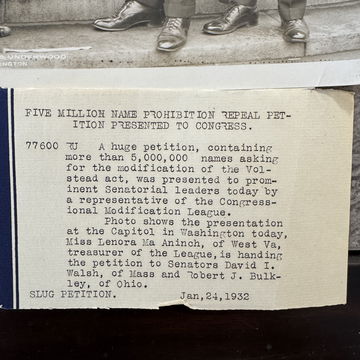 UNDERWOOD
INGTON
FIVE MILLION NAME PROHIBITION REPEAL PET-
ITION PRESENTED TO CONGRESS.
77600 RU A huge petition, containing
more than 5,000,000 names asking
for the modification of the Vol-
stead act, was presented to prom-
inent Senatorial leaders today by
a representative of the Congress-
ional Modification League.
Photo shows the presentation
at the Capitol in Washington today,
Miss Lenora Ma Aninch, of West Va,
treasurer of the League, is handing
the petition to Senators David I.
Walsh, of Mass and Robert J. Bulk-
ley, of Ohio.
SLUG PETITION. Jan,24,1932